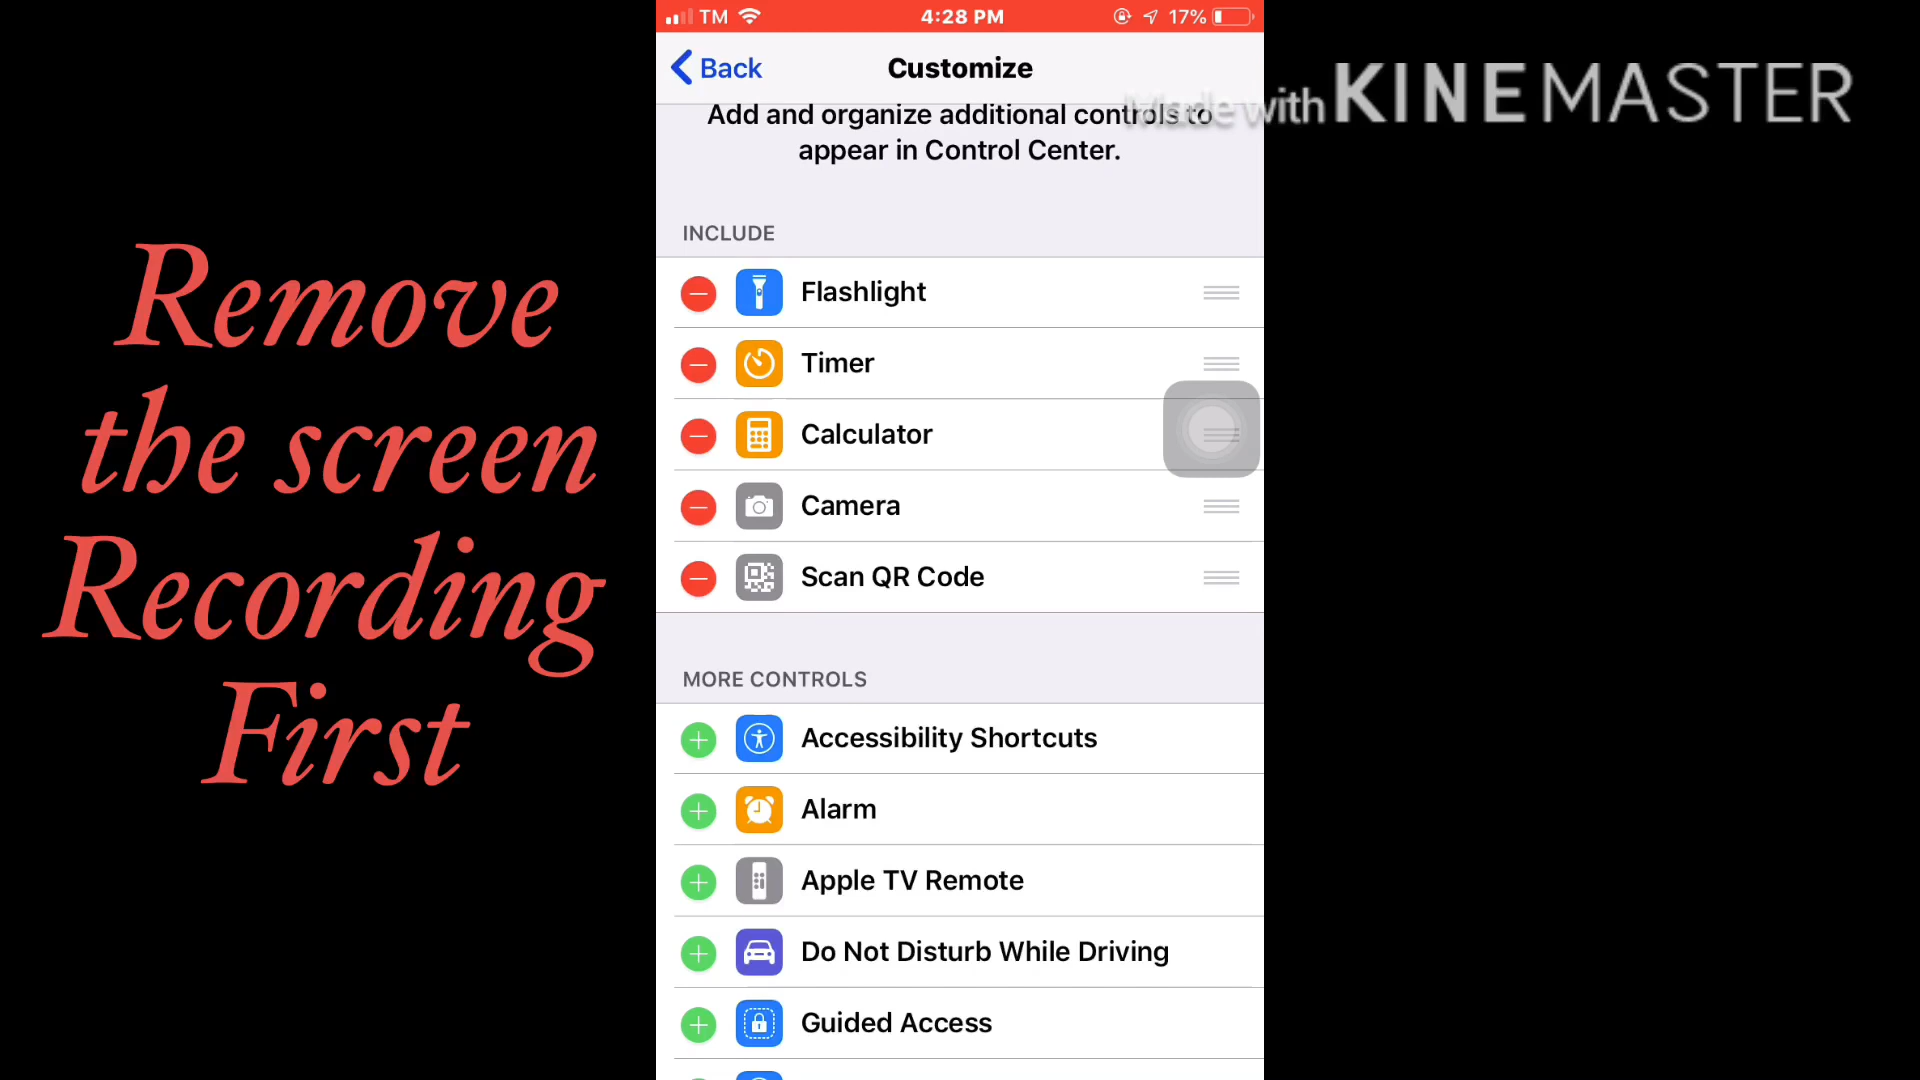 TM 4:28 PM 17%
Back Customize
Made with KINEMASTER
Add and organize additional controls to
appear in Control Center.
INCLUDE
Flashlight
Timer
Calculator
Camera
Scan QR Code
MORE CONTROLS
Accessibility Shortcuts
Alarm
Apple TV Remote
Do Not Disturb While Driving
Guided Access
Remove
the screen
Recording
First